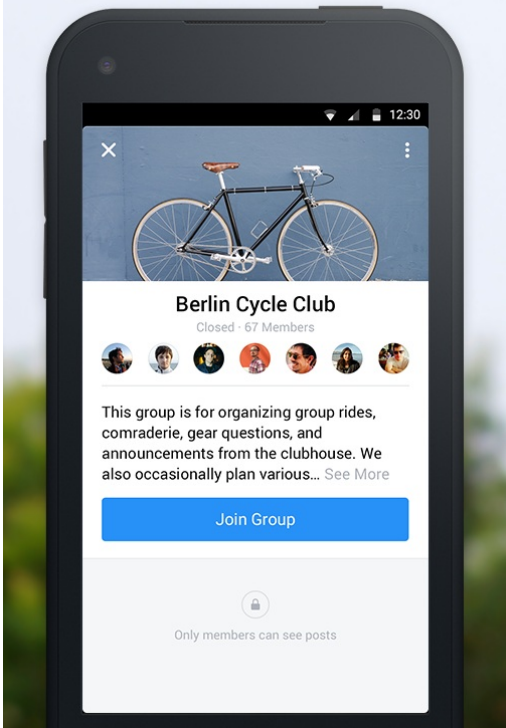 12:30
Berlin Cycle Club
Closed · 67 Members
This group is for organizing group rides,
comraderie, gear questions, and
announcements from the clubhouse. We
also occasionally plan various... See More
Join Group
Only members can see posts